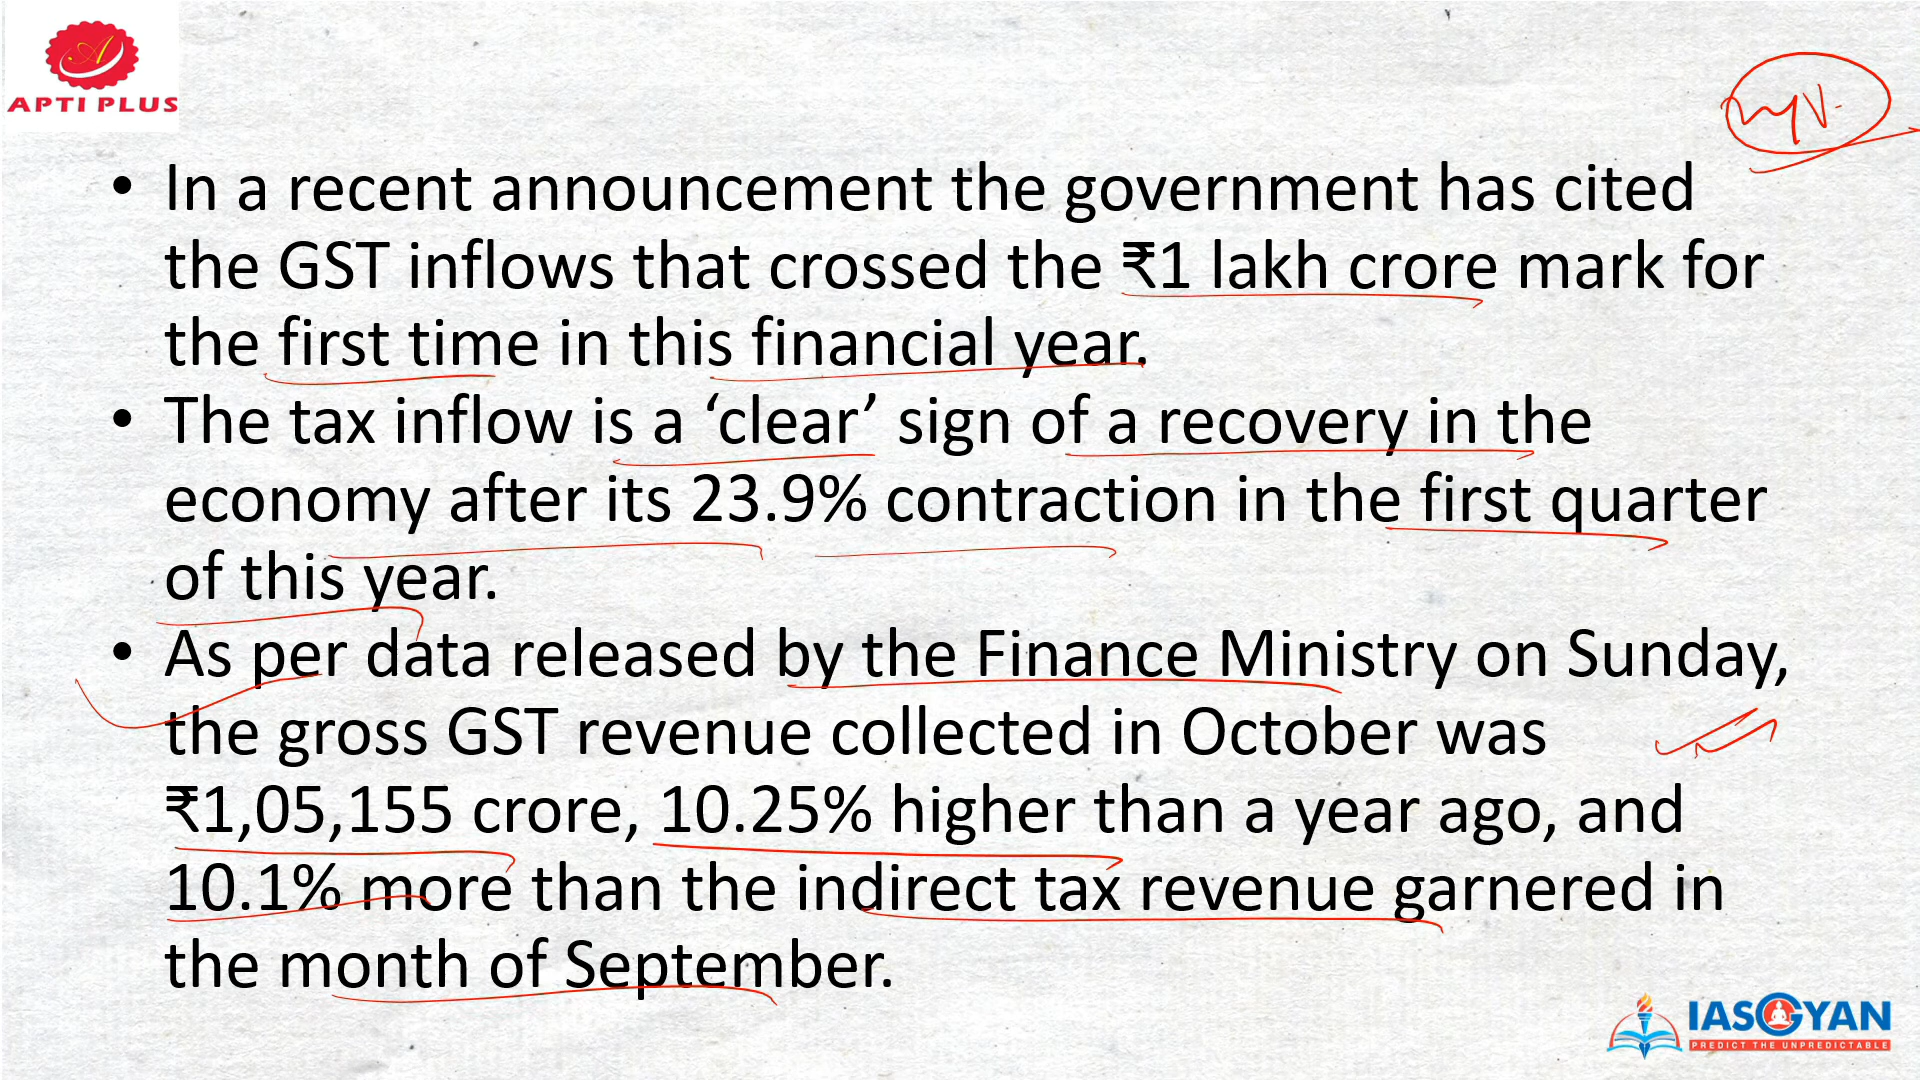 APTI PLUS
• In a recent announcement the government has cited
the GST inflows that crossed the ₹1 lakh crore mark for
the first time in this financial year.
• The tax inflow is a ‘clear’ sign of a recovery in the
economy after its 23.9% contraction in the first quarter
of this year.
• As per data released by the Finance Ministry on Sunday,
the gross GST revenue collected in October was
₹1,05,155 crore, 10.25% higher than a year ago, and
10.1% more than the indirect tax revenue garnered in
the month of September.
IASGYAN
PREDICT THE UNPREDICTABLE